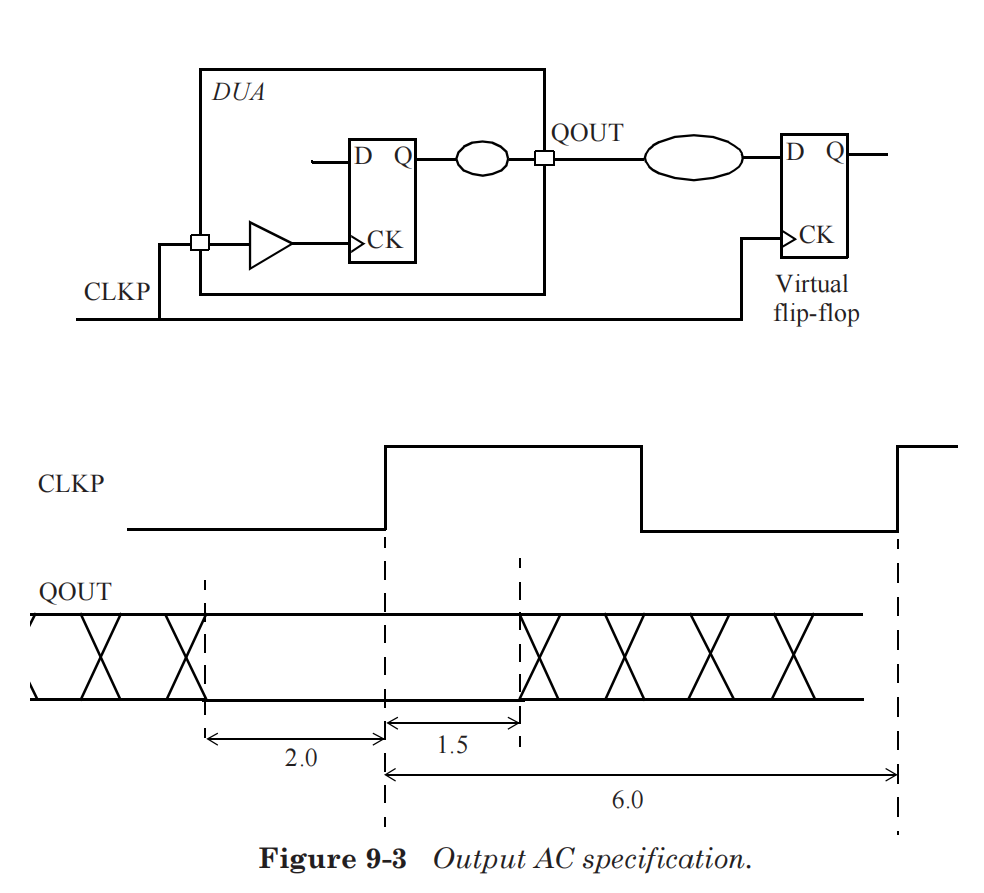 DUA
QOUT
D Q
D Q
CK
CK
CLKP
Virtual
flip-flop
CLKP
QOUT
1.5
2.0
6.0
Figure 9-3 Output AC specification.